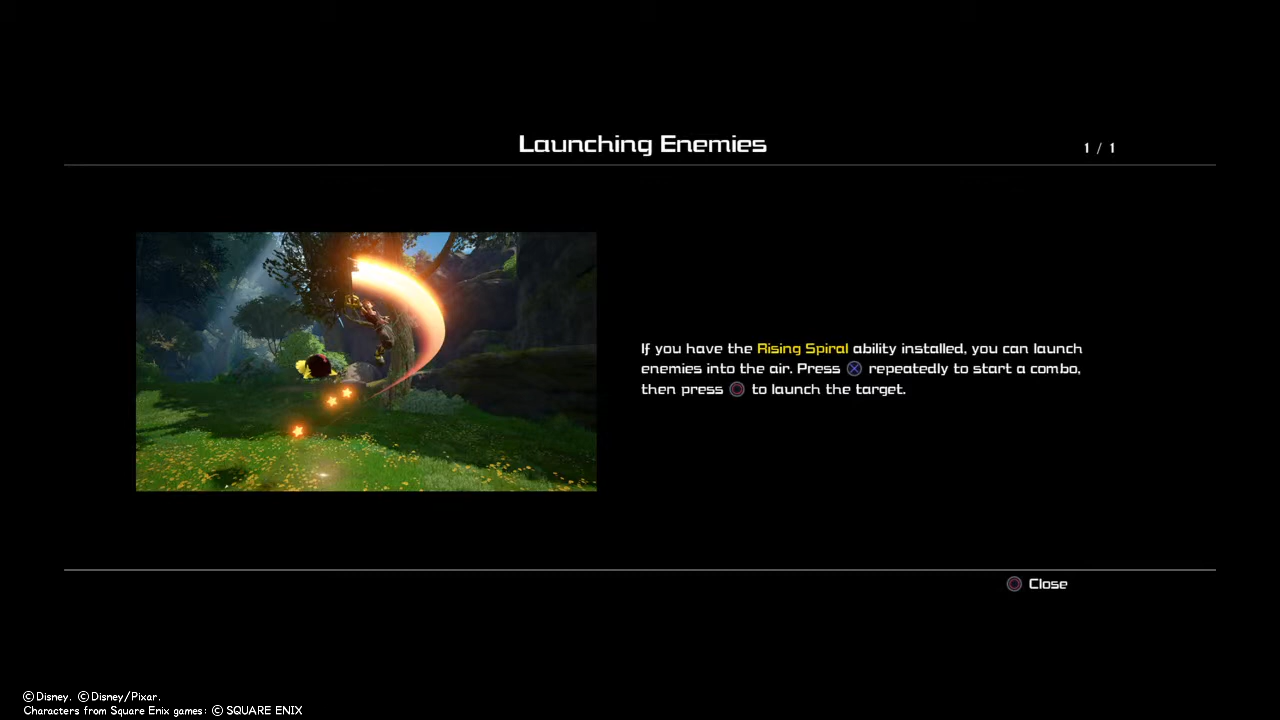 Launching Enemies
1 / 1
If you have the Rising Spiral ability installed, you can launch
enemies into the air. Press ⓧ repeatedly to start a combo,
then press ◯ to launch the target.
◯ Close
©Disney. ©Disney/Pixar.
Characters from Square Enix games: © SQUARE ENIX